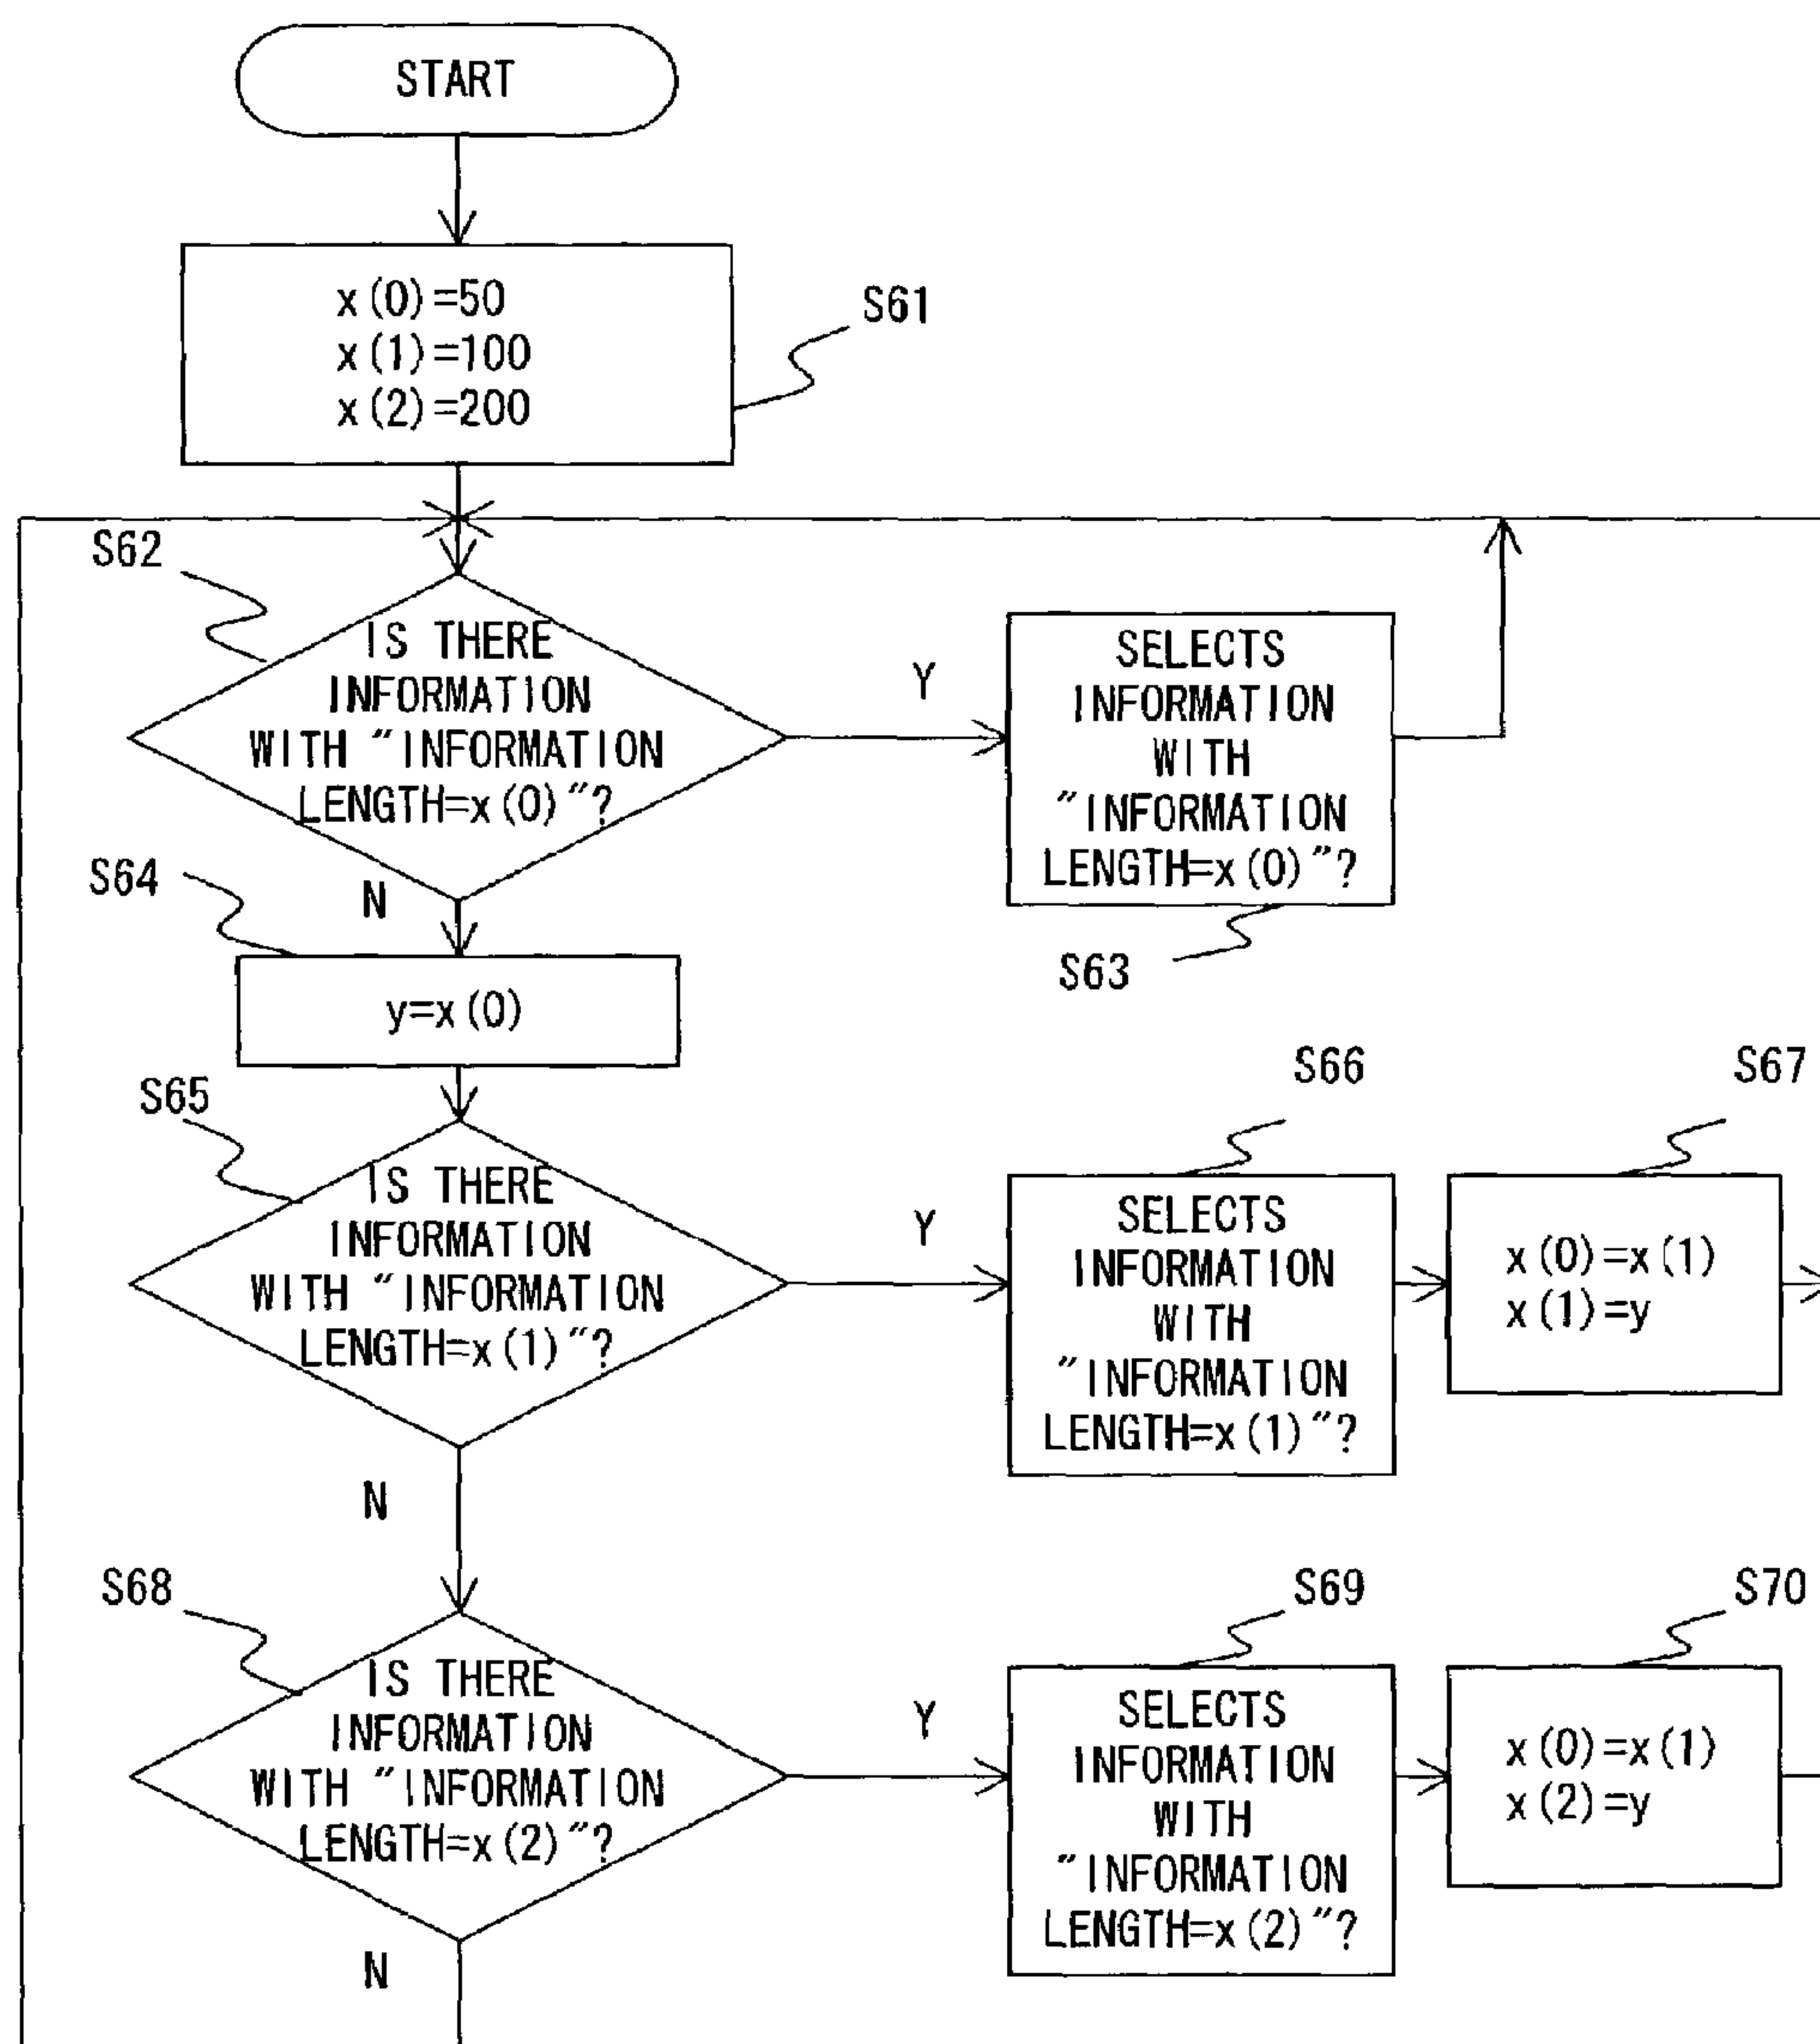 START
x(0)=50
x(1)=100
x(2)=200
S61
S62
IS THERE
INFORMATION
WITH "INFORMATION
LENGTH=x(0)"?
Y
SELECTS
INFORMATION
WITH
"INFORMATION
LENGTH=x(0)"?
S63
N
S64
y=x(0)
S65
IS THERE
INFORMATION
WITH "INFORMATION
LENGTH=x(1)"?
Y
S66
SELECTS
INFORMATION
WITH
"INFORMATION
LENGTH=x(1)"?
S67
x(0)=x(1)
x(1)=y
N
S68
IS THERE
INFORMATION
WITH "INFORMATION
LENGTH=x(2)"?
Y
S69
SELECTS
INFORMATION
WITH
"INFORMATION
LENGTH=x(2)"?
S70
x(0)=x(1)
x(2)=y
N